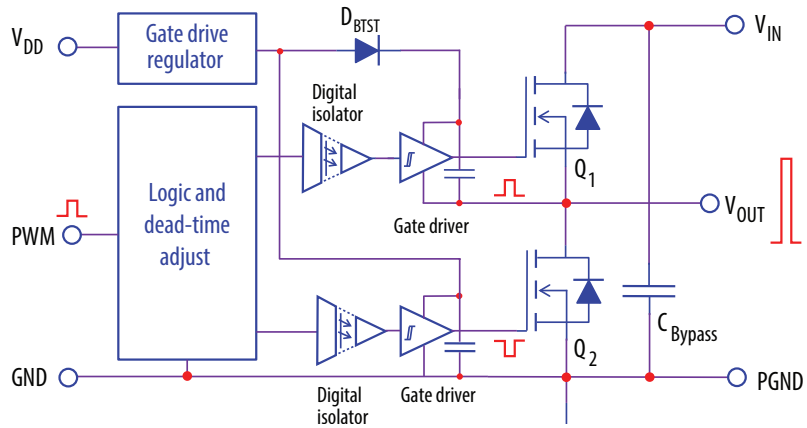 D_BTST
V_DD
Gate drive
regulator
V_IN
Digital
isolator
Q_1
Logic and
dead-time
adjust
PWM
Gate driver
V_OUT
C_Bypass
Q_2
GND
PGND
Digital
isolator
Gate driver